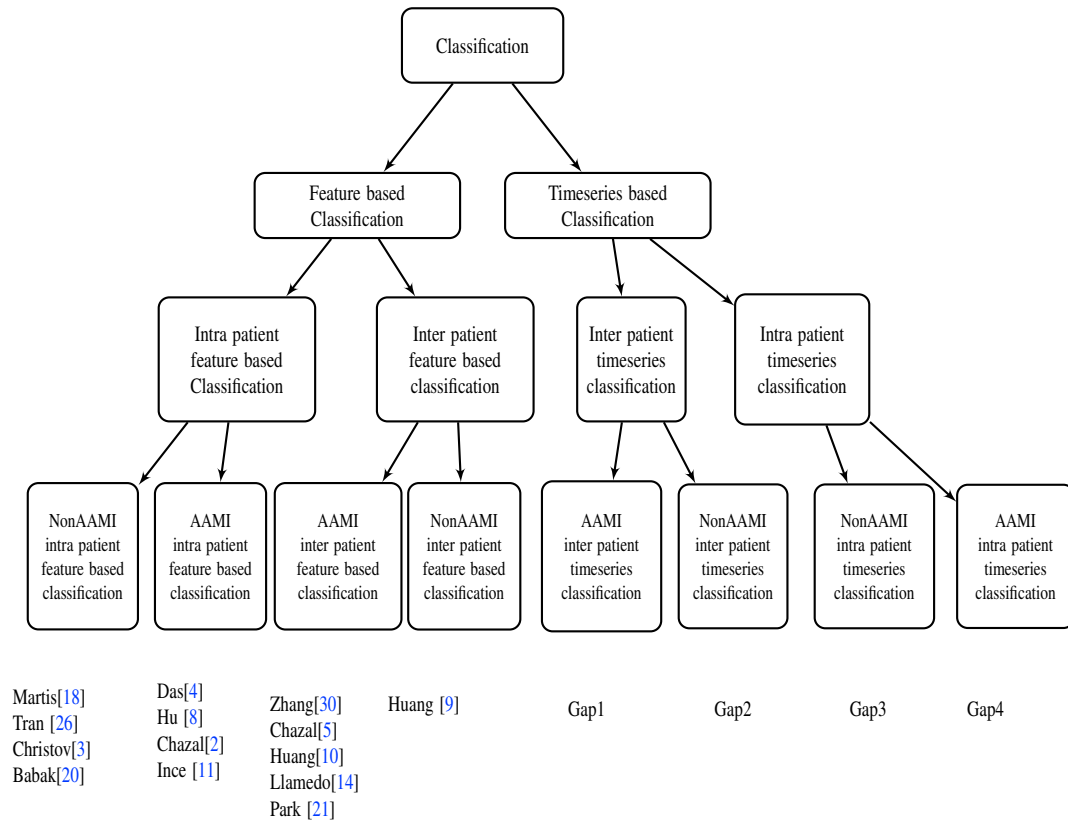 Classification
Feature based
Classification
Timeseries based
Classification
Intra patient
feature based
Classification
Inter patient
feature based
classification
Inter patient
timeseries
classification
Intra patient
timeseries
classification
NonAAMI
intra patient
feature based
classification
AAMI
intra patient
feature based
classification
AAMI
inter patient
feature based
classification
NonAAMI
inter patient
feature based
classification
AAMI
inter patient
timeseries
classification
NonAAMI
inter patient
timeseries
classification
NonAAMI
intra patient
timeseries
classification
AAMI
intra patient
timeseries
classification
Martis[18]
Tran [26]
Christov[3]
Babak[20]
Das[4]
Hu [8]
Chazal[2]
Ince [11]
Zhang[30]
Chazal[5]
Huang[10]
Llamedo[14]
Park [21]
Huang [9]
Gap1
Gap2
Gap3
Gap4